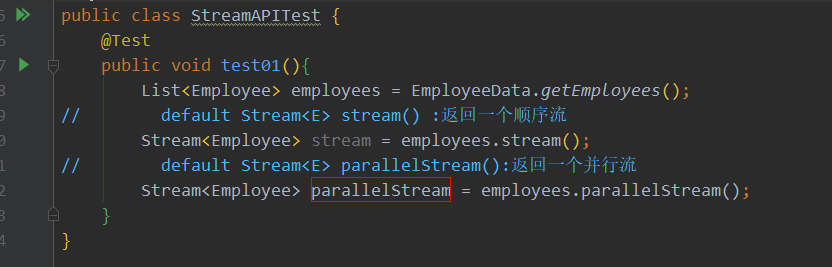 5 public class StreamAPITest {
6 @Test
7 public void test01(){
8 List<Employee> employees = EmployeeData.getEmployees();
9 // default Stream<E> stream() :返回一个顺序流
0 Stream<Employee> stream = employees.stream();
1 // default Stream<E> parallelStream():返回一个并行流
2 Stream<Employee> parallelStream = employees.parallelStream();
3 }
4 }